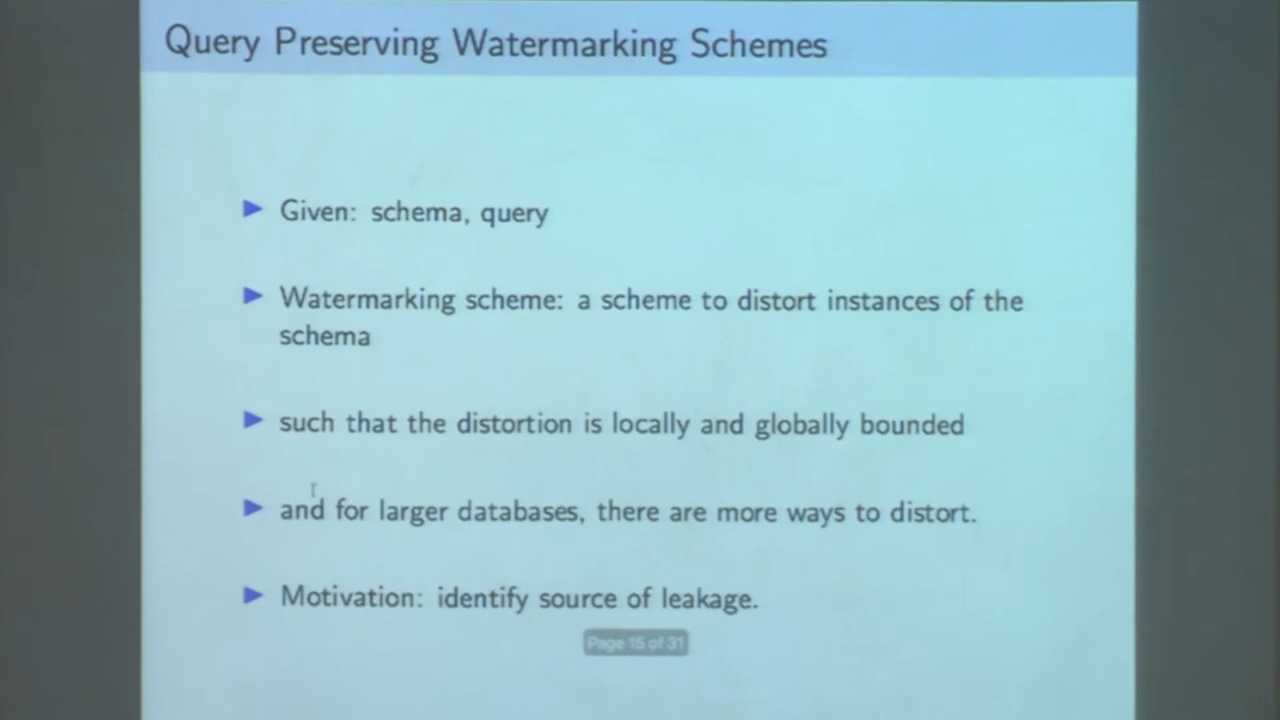 Query Preserving Watermarking Schemes
Given: schema, query
Watermarking scheme: a scheme to distort instances of the
schema
such that the distortion is locally and globally bounded
and for larger databases, there are more ways to distort.
Motivation: identify source of leakage.
Page 15 of 31